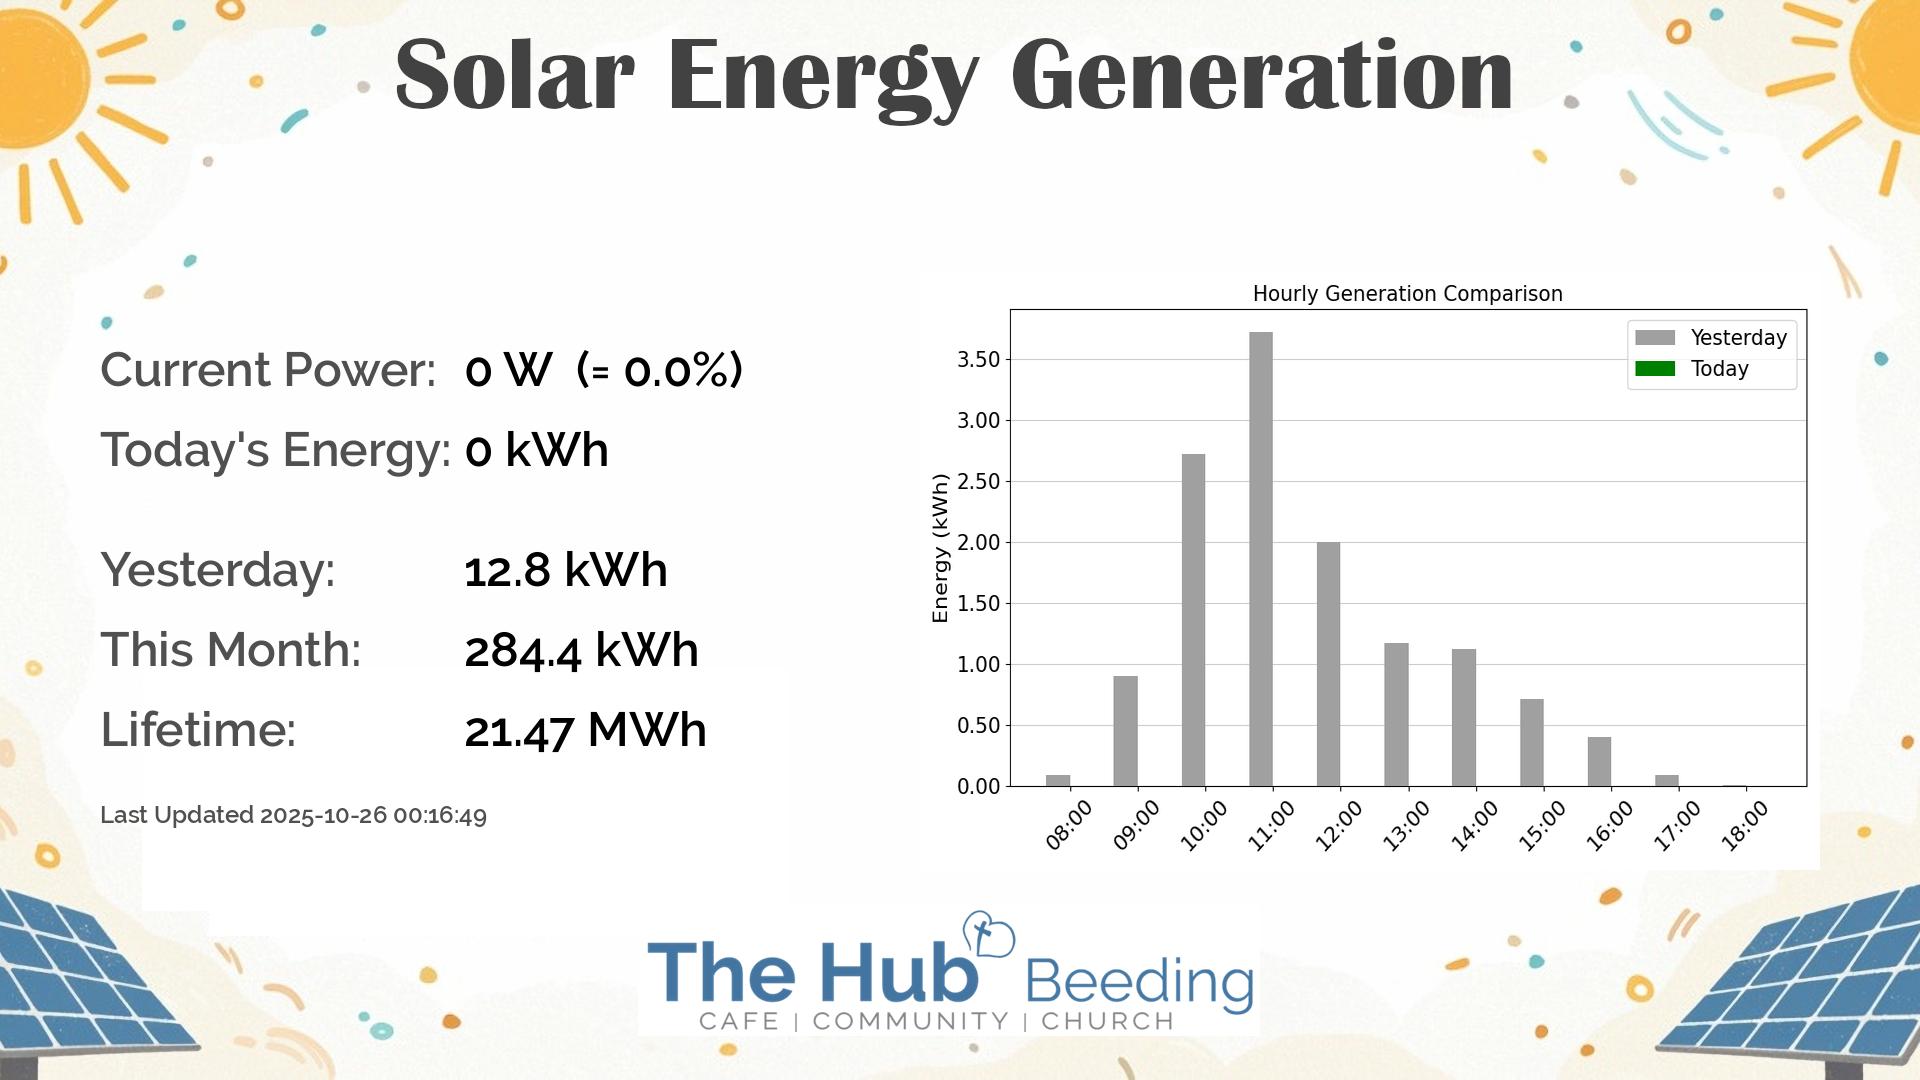 Solar Energy Generation
Current Power: 0 W (= 0.0%)
Today's Energy: 0 kWh
Yesterday: 12.8 kWh
This Month: 284.4 kWh
Lifetime: 21.47 MWh
Last Updated 2025-10-26 00:16:49
Hourly Generation Comparison
Yesterday
Today
Energy (kWh)
3.50
3.00
2.50
2.00
1.50
1.00
0.50
0.00
08:00 09:00 10:00 11:00 12:00 13:00 14:00 15:00 16:00 17:00 18:00
The Hub Beeding
CAFE | COMMUNITY | CHURCH